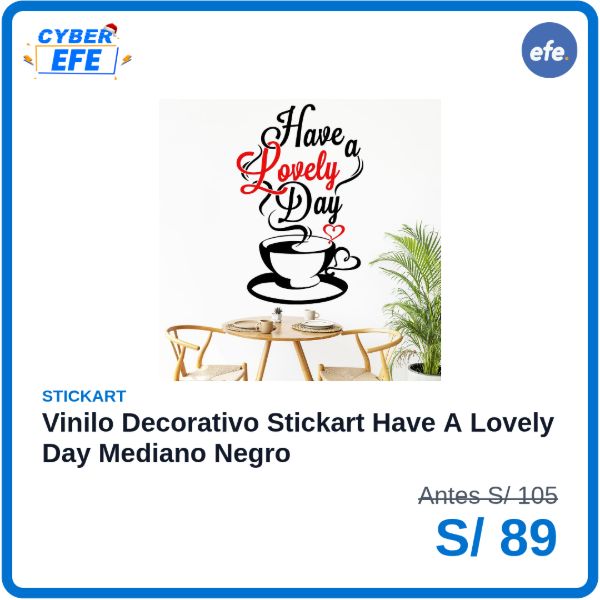 CYBER
EFE
efe.
Have
a
Lovely
Day
STICKART
Vinilo Decorativo Stickart Have A Lovely
Day Mediano Negro
Antes S/ 105
S/ 89